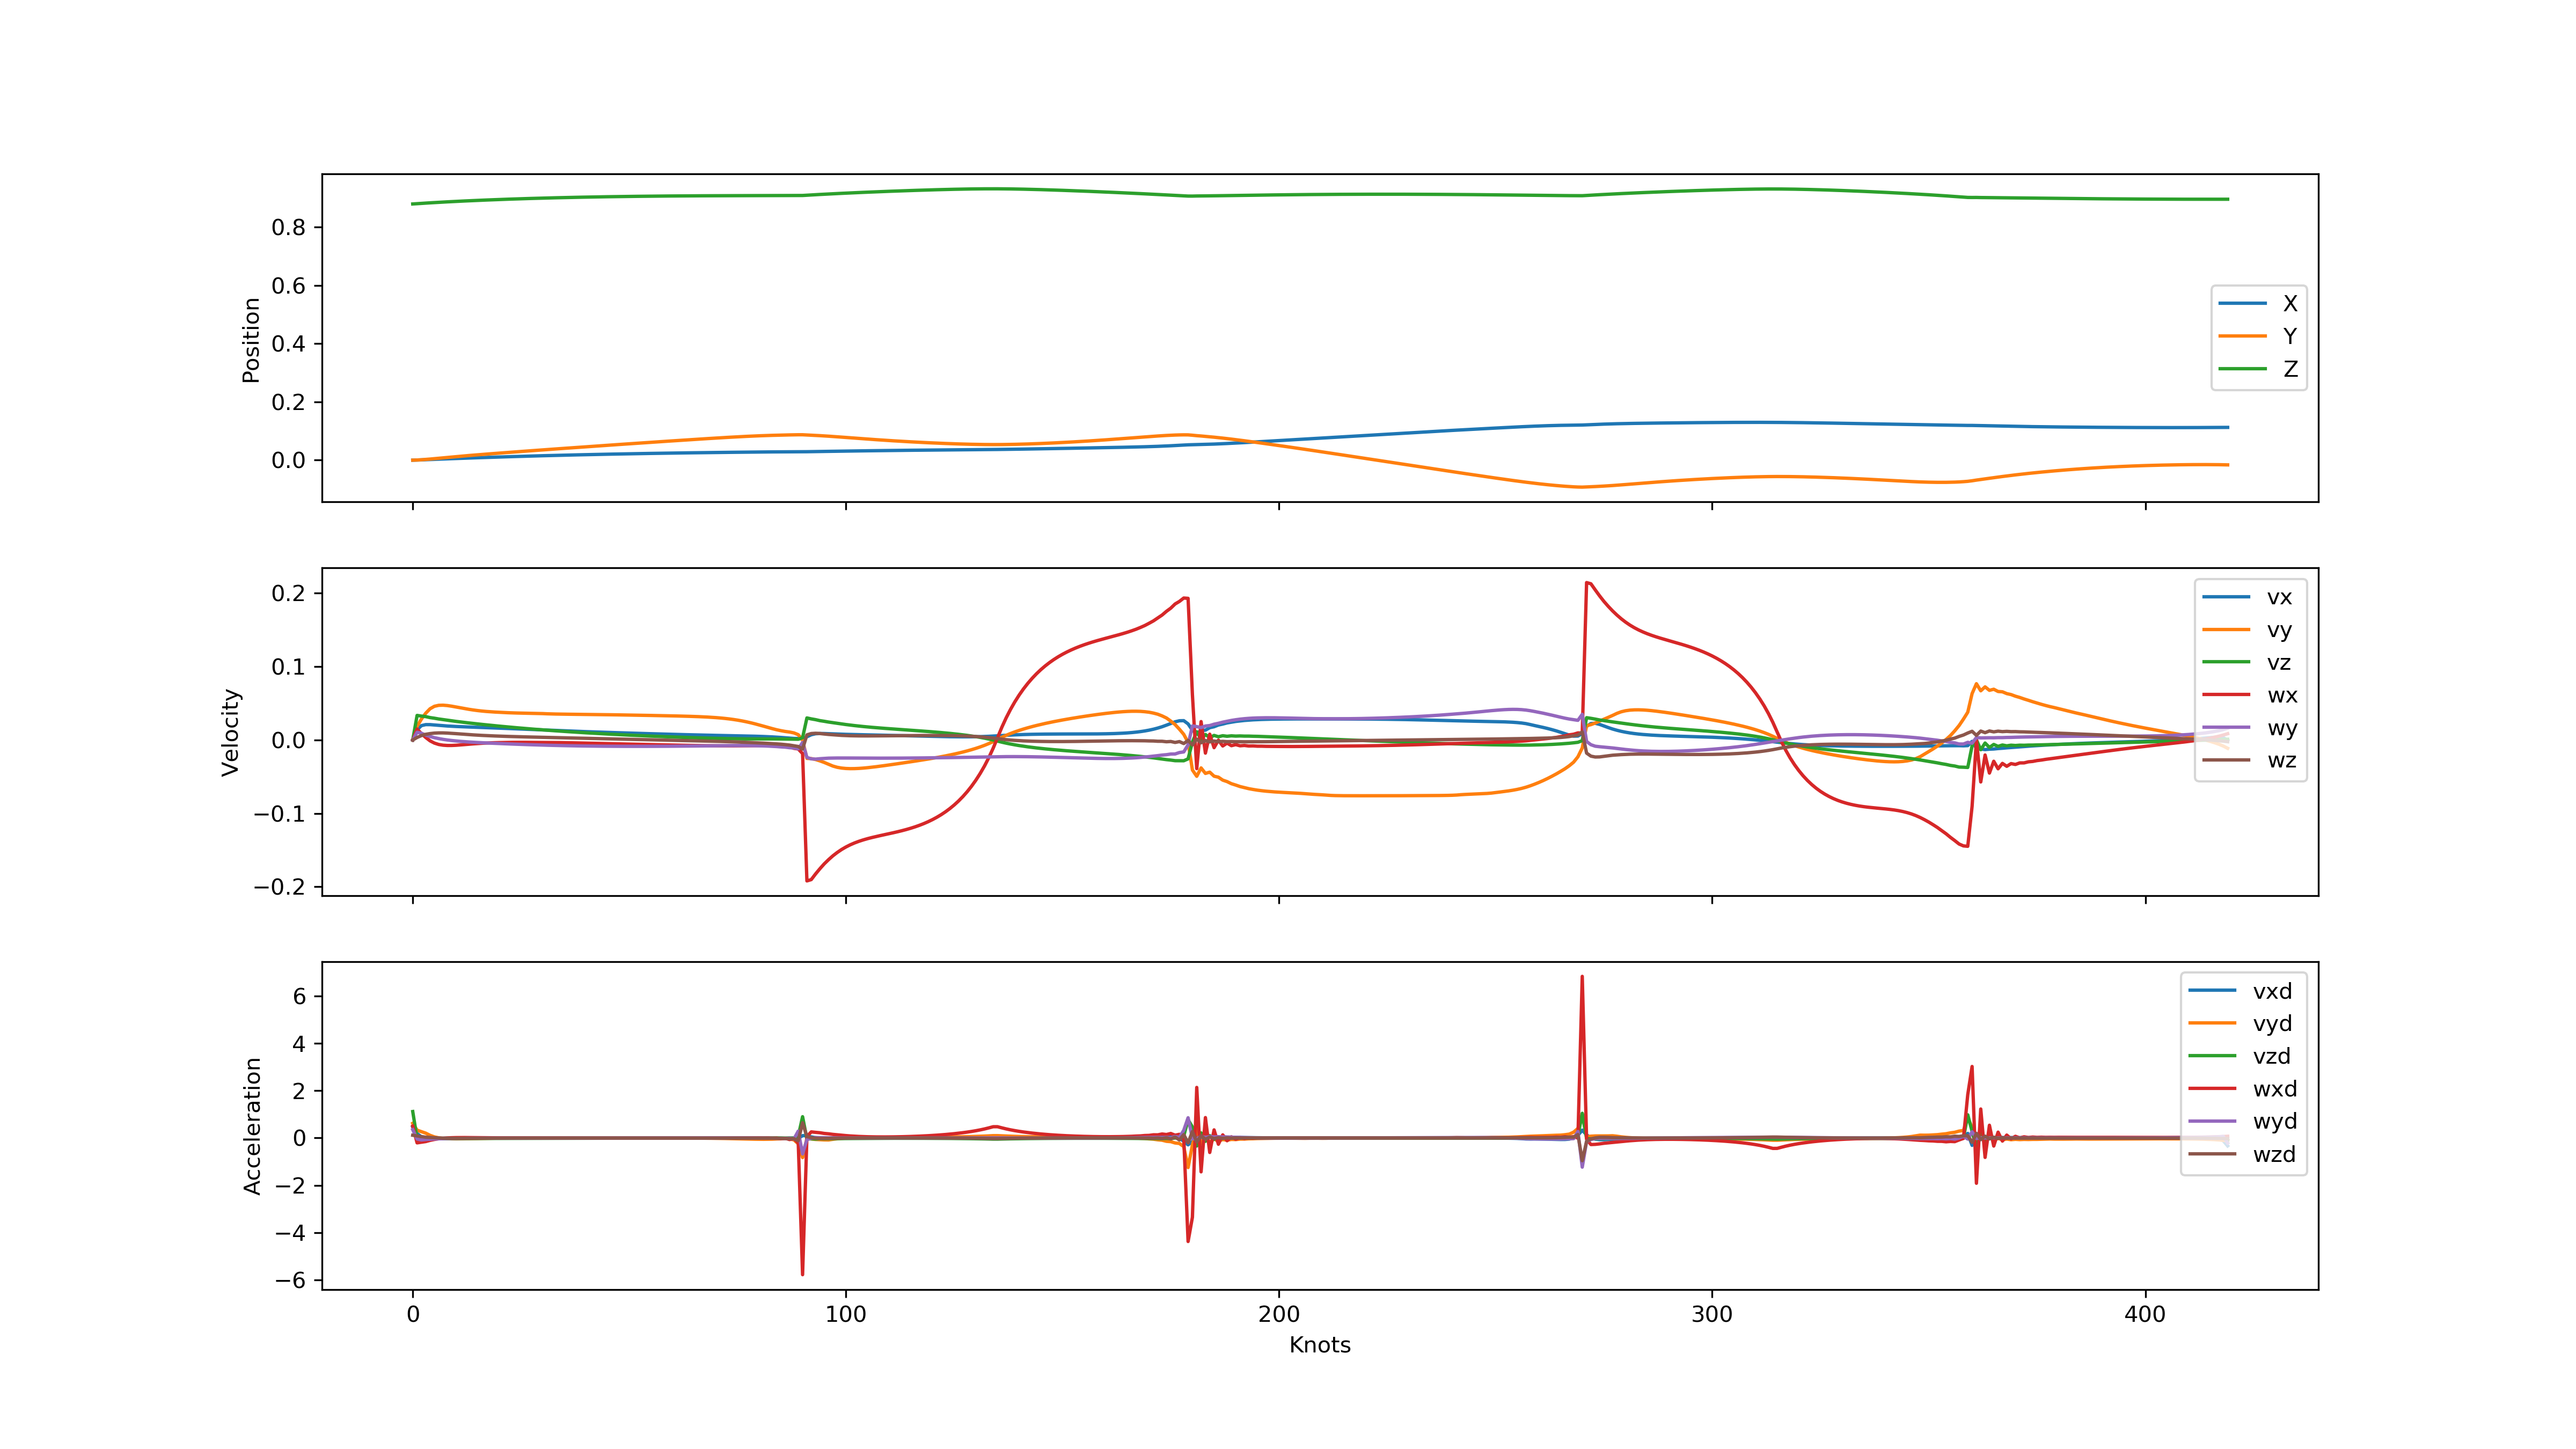 Position
0.8
0.6
0.4
0.2
0.0
X
Y
Z
Velocity
0.2
0.1
0.0
−0.1
−0.2
vx
vy
vz
wx
wy
wz
Acceleration
6
4
2
0
−2
−4
−6
vxd
vyd
vzd
wxd
wyd
wzd
0 100 200 300 400
Knots